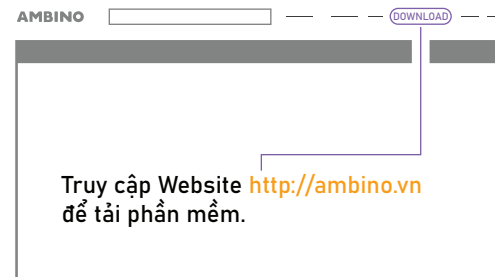 AMBINO
DOWNLOAD
Truy cập Website http://ambino.vn
để tải phần mềm.